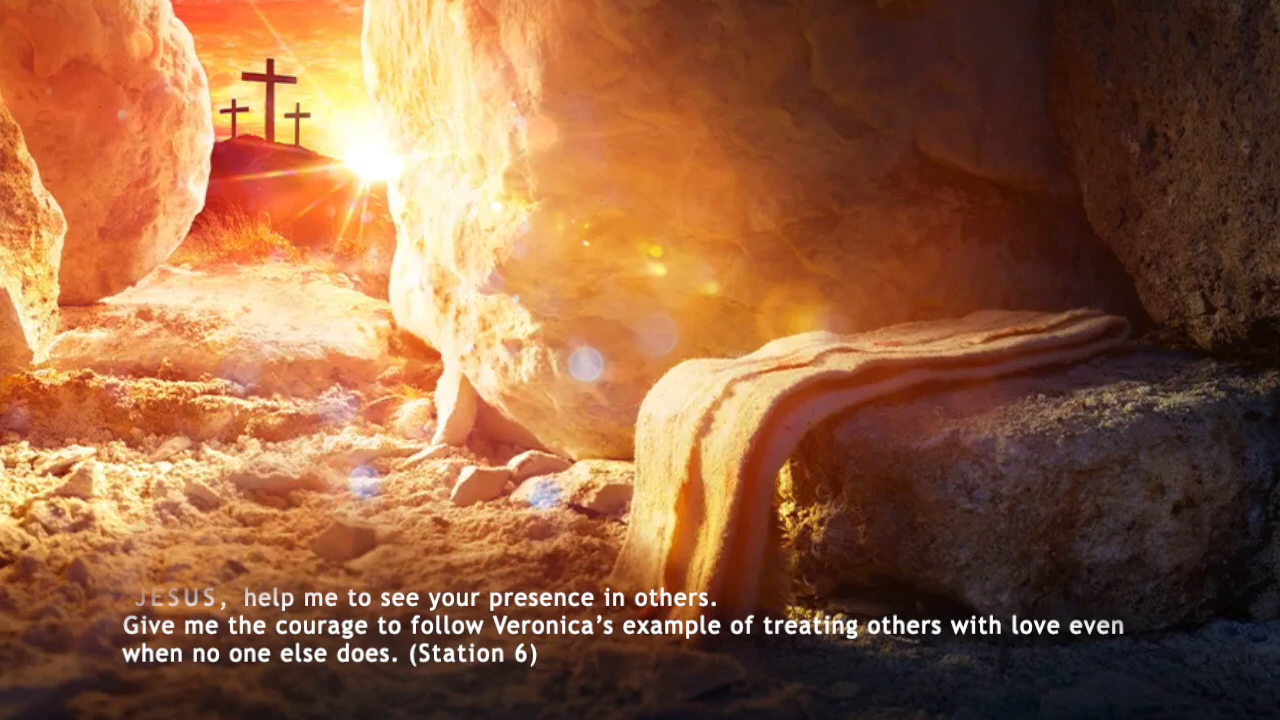 JESUS, help me to see your presence in others.
Give me the courage to follow Veronica’s example of treating others with love even
when no one else does. (Station 6)